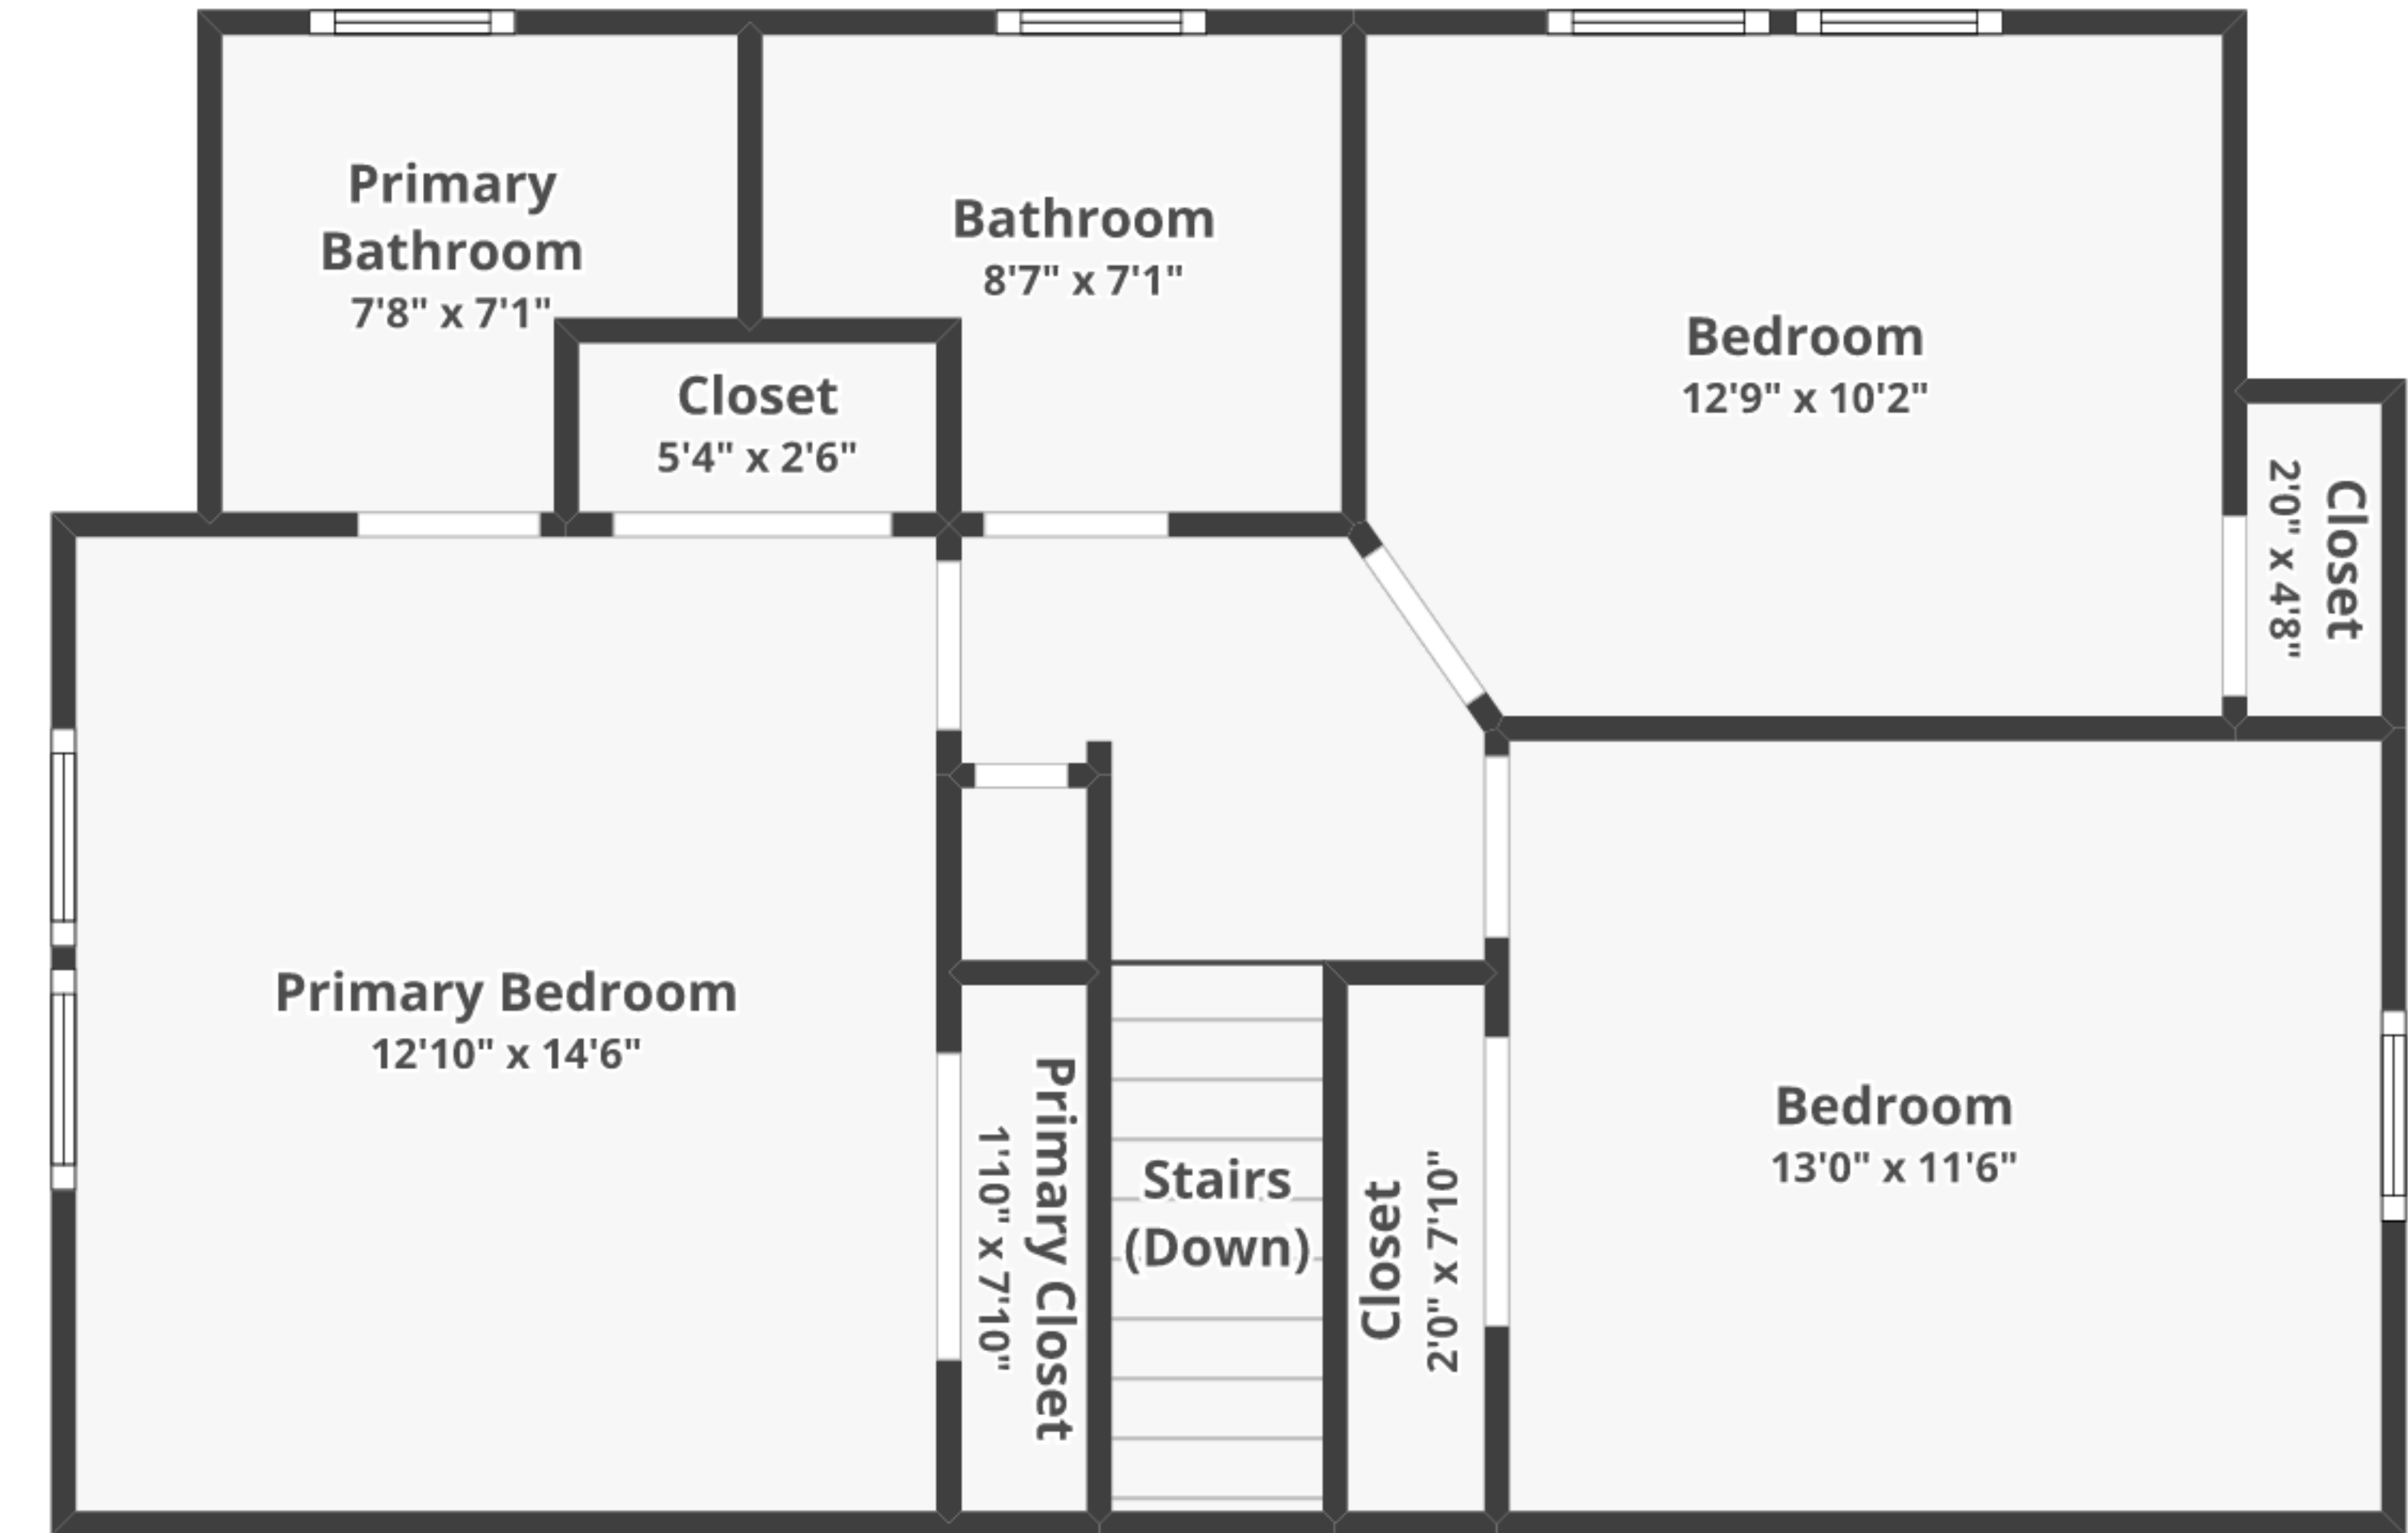 Primary
Bathroom
7'8" x 7'1"
Bathroom
8'7" x 7'1"
Bedroom
12'9" x 10'2"
Closet
5'4" x 2'6"
Closet
2'0" x 4'8"
Primary Bedroom
12'10" x 14'6"
Primary Closet
1'10" x 7'10"
Stairs
(Down)
Closet
2'0" x 7'10"
Bedroom
13'0" x 11'6"